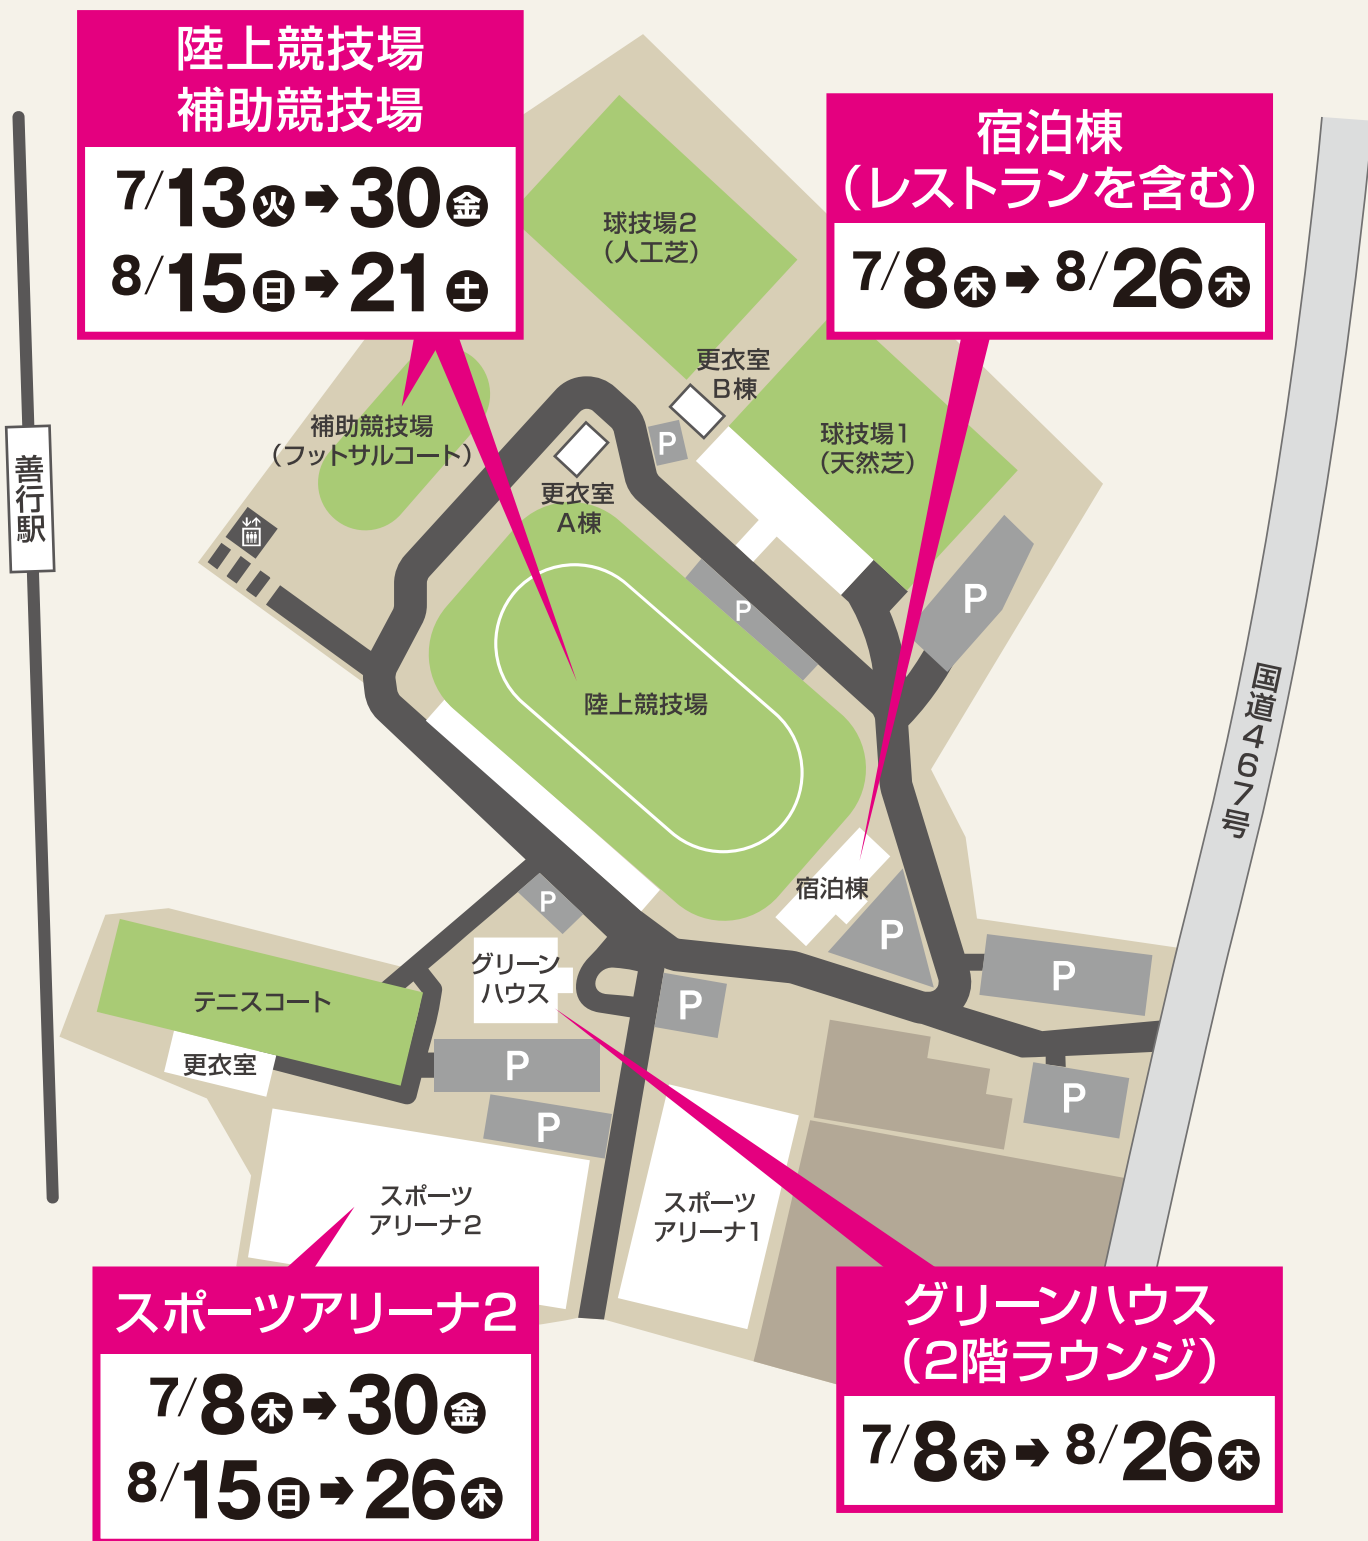 陸上競技場
補助競技場
7/13火➡30金
8/15日➡21土
宿泊棟
（レストランを含む）
7/8木➡8/26木
球技場2
（人工芝）
更衣室
B棟
P
球技場1
（天然芝）
補助競技場
（フットサルコート）
更衣室
A棟
善行駅
P
P
陸上競技場
国道467号
宿泊棟
P
P
P
グリーン
ハウス
P
テニスコート
更衣室
P
P
P
スポーツ
アリーナ2
スポーツ
アリーナ1
スポーツアリーナ2
7/8木➡30金
8/15日➡26木
グリーンハウス
（2階ラウンジ）
7/8木➡8/26木